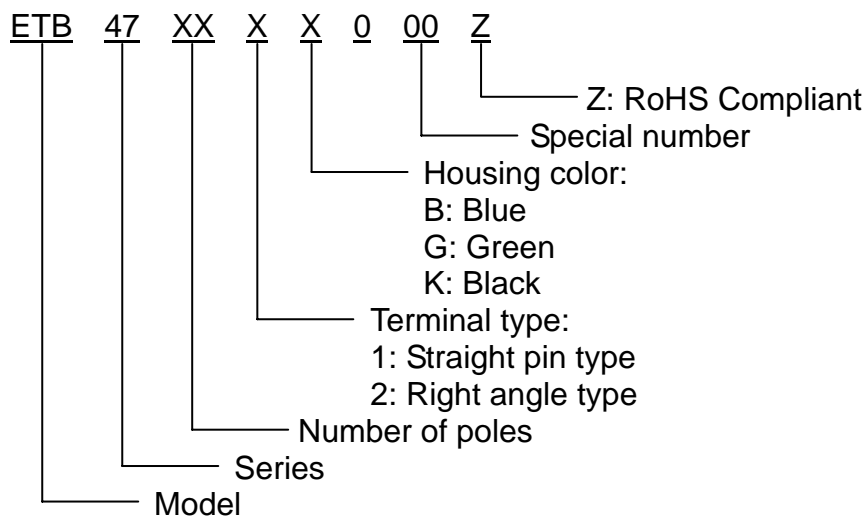 ETB 47 XX X X 0 00 Z
Z: RoHS Compliant
Special number
Housing color:
B: Blue
G: Green
K: Black
Terminal type:
1: Straight pin type
2: Right angle type
Number of poles
Series
Model